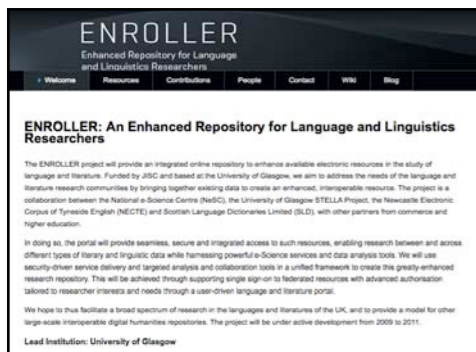 ENROLLER
Enhanced Repository for Language
and Linguistics Researchers
Welcome Resources Contributions People Contact Wiki Blog
ENROLLER: An Enhanced Repository for Language and Linguistics
Researchers
The ENROLLER project will provide an integrated online repository to enhance available electronic resources in the study of
language and literature. Funded by JISC and based at the University of Glasgow, we aim to address the needs of the language and
literature research communities by bringing together existing data to create an enhanced, interoperable resource. The project is a
collaboration between the National e-Science Centre (NeSC), the University of Glasgow STELLA Project, the Newcastle Electronic
Corpus of Tyneside English (NECTE) and Scottish Language Dictionaries Limited (SLD), with other partners from commerce and
higher education.
In doing so, the portal will provide seamless, secure and integrated access to such resources, enabling research between and across
different types of literary and linguistic data while harnessing powerful e-Science services and data analysis tools. We will use
security-driven service delivery and targeted analysis and collaboration tools in a unified framework to create this greatly-enhanced
research repository. This will be achieved through supporting single sign-on to federated resources with advanced authorisation
tailored to researcher interests and needs through a user-driven language and literature portal.
We hope to thus facilitate a broad spectrum of research in the languages and literatures of the UK, and to provide a model for other
large-scale interoperable digital humanities repositories. The project will be under active development from 2009 to 2011.
Lead Institution: University of Glasgow